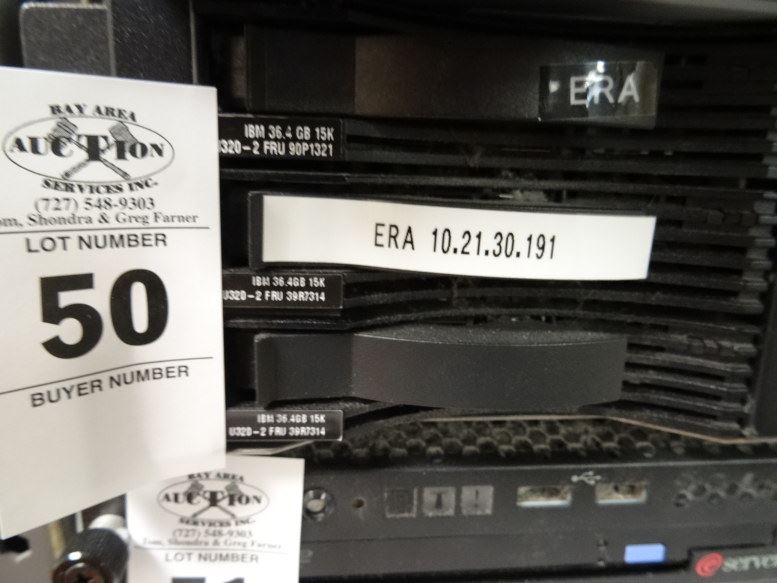 BAY AREA
AUCTION
SERVICES INC.
(727) 548-9303
Shondra & Greg Farner
LOT NUMBER
50
BUYER NUMBER
ERA
IBM 36.4 GB 15K
U320-2 FRU 90P1321
ERA 10.21.30.191
IBM 36.4GB 15K
U320-2 FRU 39R7314
IBM 36.4GB 15K
U320-2 FRU 39R7314
BAY AREA
AUCTION
SERVICES INC.
(727) 548-9303
Tom, Shondra & Greg Farner
LOT NUMBER